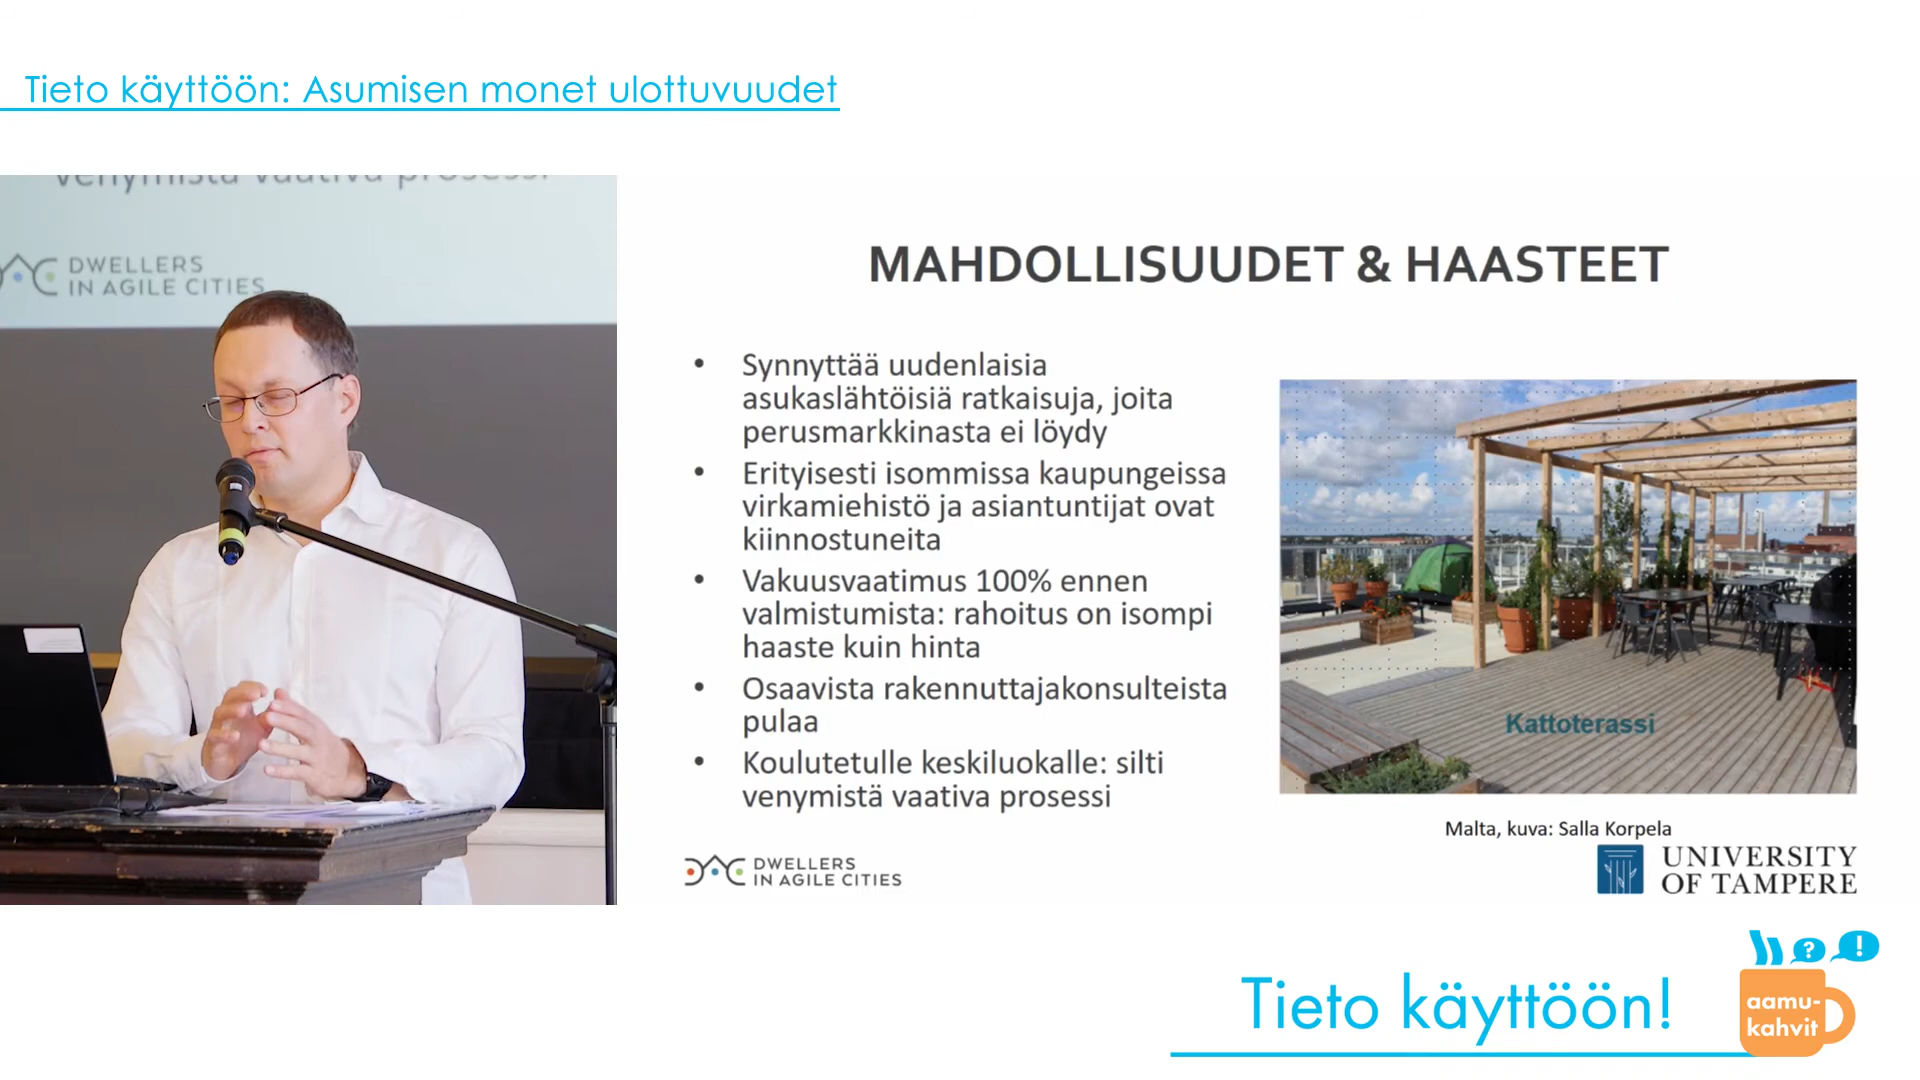 Tieto käyttöön: Asumisen monet ulottuvuudet
venymistä vaativa prosessi
DWELLERS
IN AGILE CITIES
MAHDOLLISUUDET & HAASTEET
• Synnyttää uudenlaisia
asukaslähtöisiä ratkaisuja, joita
perusmarkkinasta ei löydy
• Erityisesti isommissa kaupungeissa
virkamiehistö ja asiantuntijat ovat
kiinnostuneita
• Vakuusvaatimus 100% ennen
valmistumista: rahoitus on isompi
haaste kuin hinta
• Osaavista rakennuttajakonsulteista
pulaa
• Koulutetulle keskiluokalle: silti
venymistä vaativa prosessi
Kattoterassi
Malta, kuva: Salla Korpela
DWELLERS
IN AGILE CITIES
UNIVERSITY
OF TAMPERE
Tieto käyttöön!
? !
aamu-
kahvit